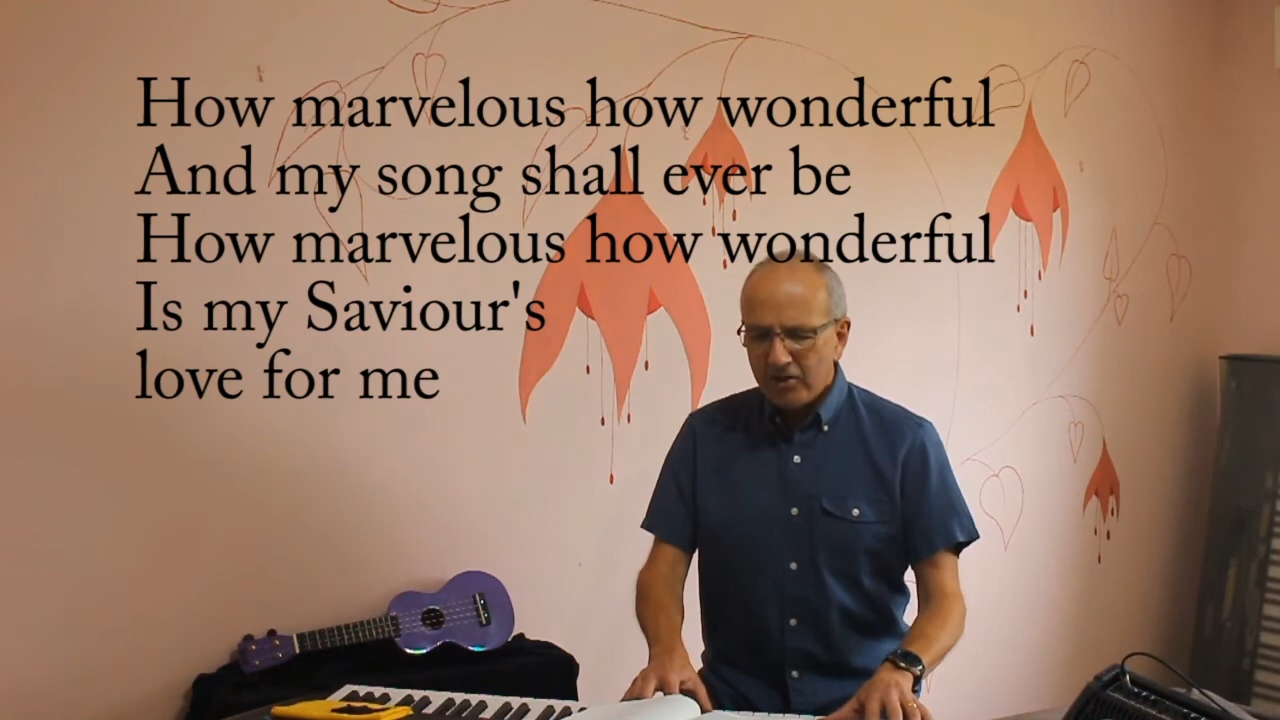 How marvelous how wonderful
And my song shall ever be
How marvelous how wonderful
Is my Saviour's
love for me